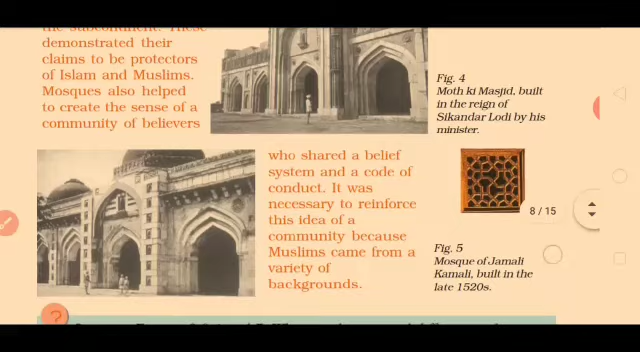 the subcontinent. These
demonstrated their
claims to be protectors
of Islam and Muslims.
Mosques also helped
to create the sense of a
community of believers
Fig. 4
Moth ki Masjid, built
in the reign of
Sikandar Lodi by his
minister.
who shared a belief
system and a code of
conduct. It was
necessary to reinforce
this idea of a
community because
Muslims came from a
variety of
backgrounds.
8 / 15
Fig. 5
Mosque of Jamali
Kamali, built in the
late 1520s.
?